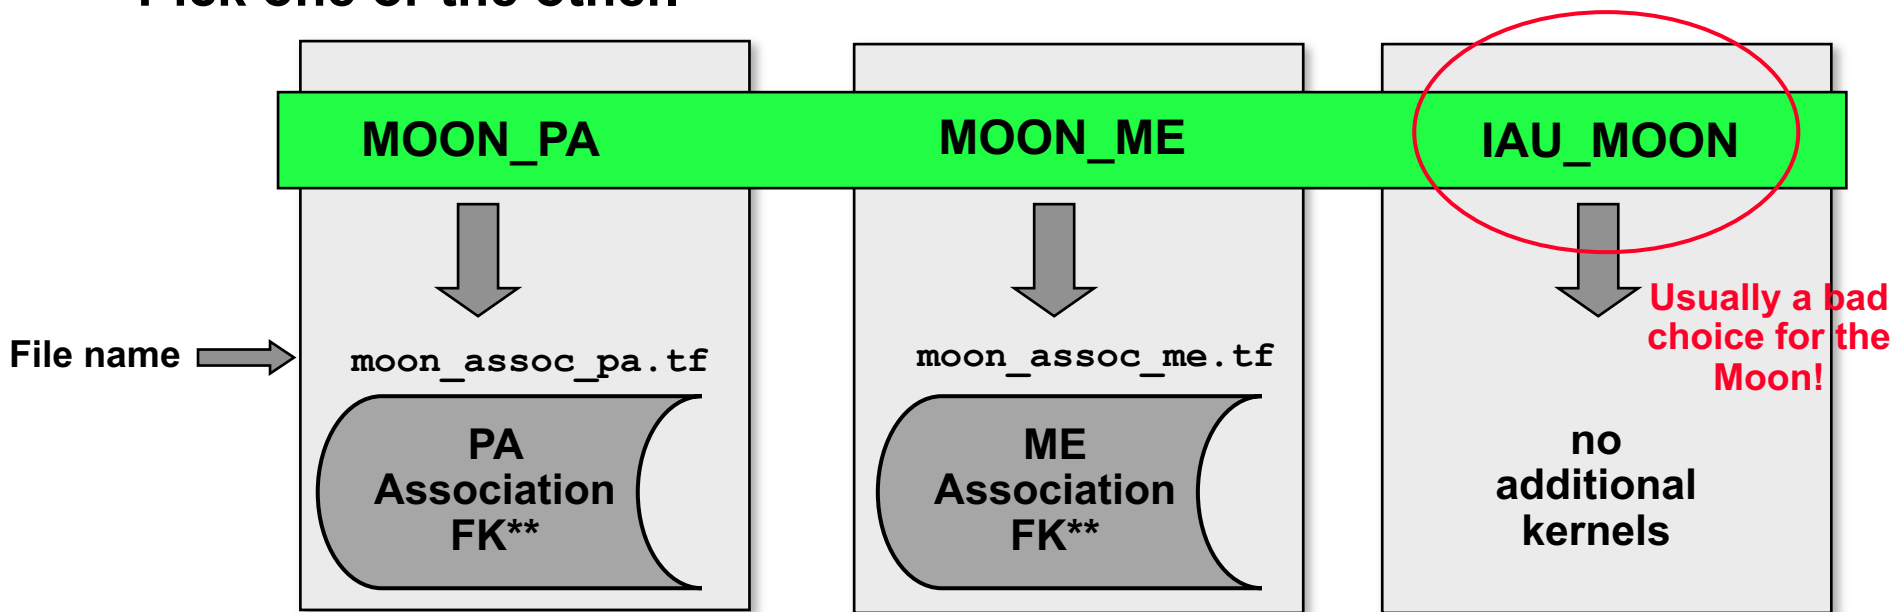 MOON_PA
MOON_ME
IAU_MOON
File name
moon_assoc_pa.tf
moon_assoc_me.tf
Usually a bad
choice for the
Moon!
PA
Association
FK**
ME
Association
FK**
no
additional
kernels